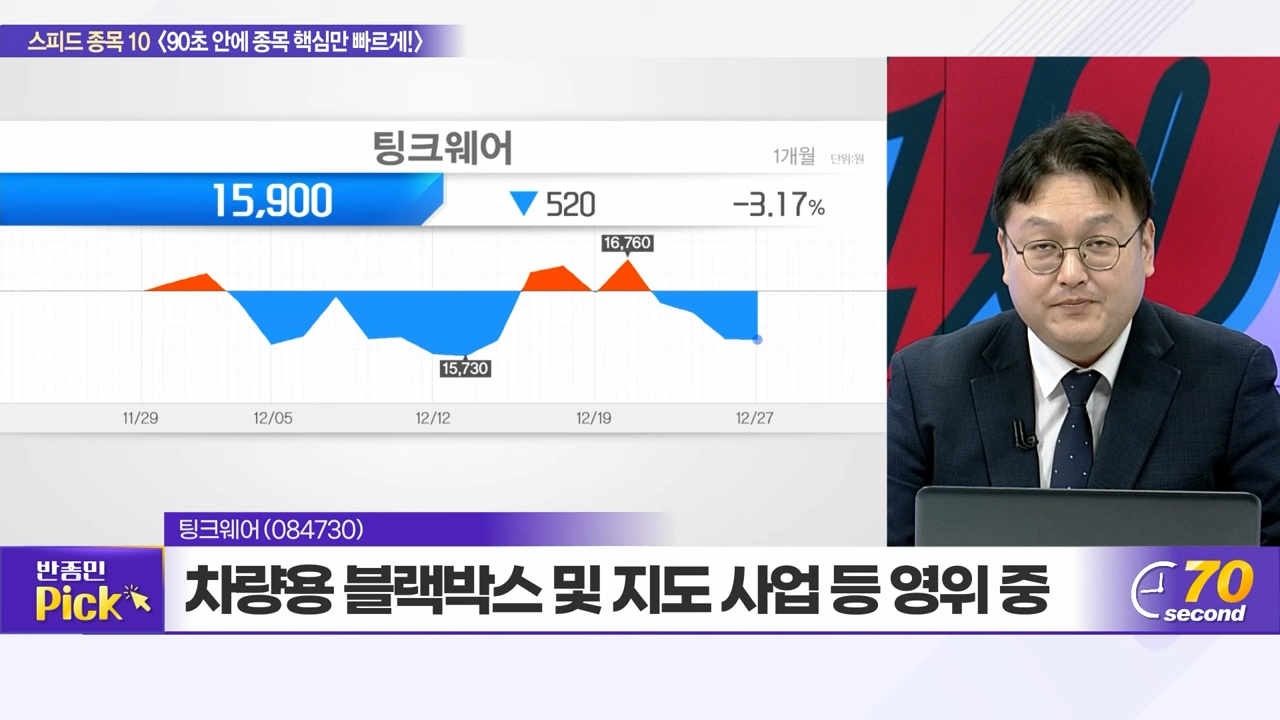 스피드 종목 10 〈90초 안에 종목 핵심만 빠르게!〉
팅크웨어
1개월 단위:원
15,900 ▼ 520 -3.17%
16,760
15,730
11/29 12/05 12/12 12/19 12/27
팅크웨어(084730)
반종민
Pick
차량용 블랙박스 및 지도 사업 등 영위 중
70
second
10